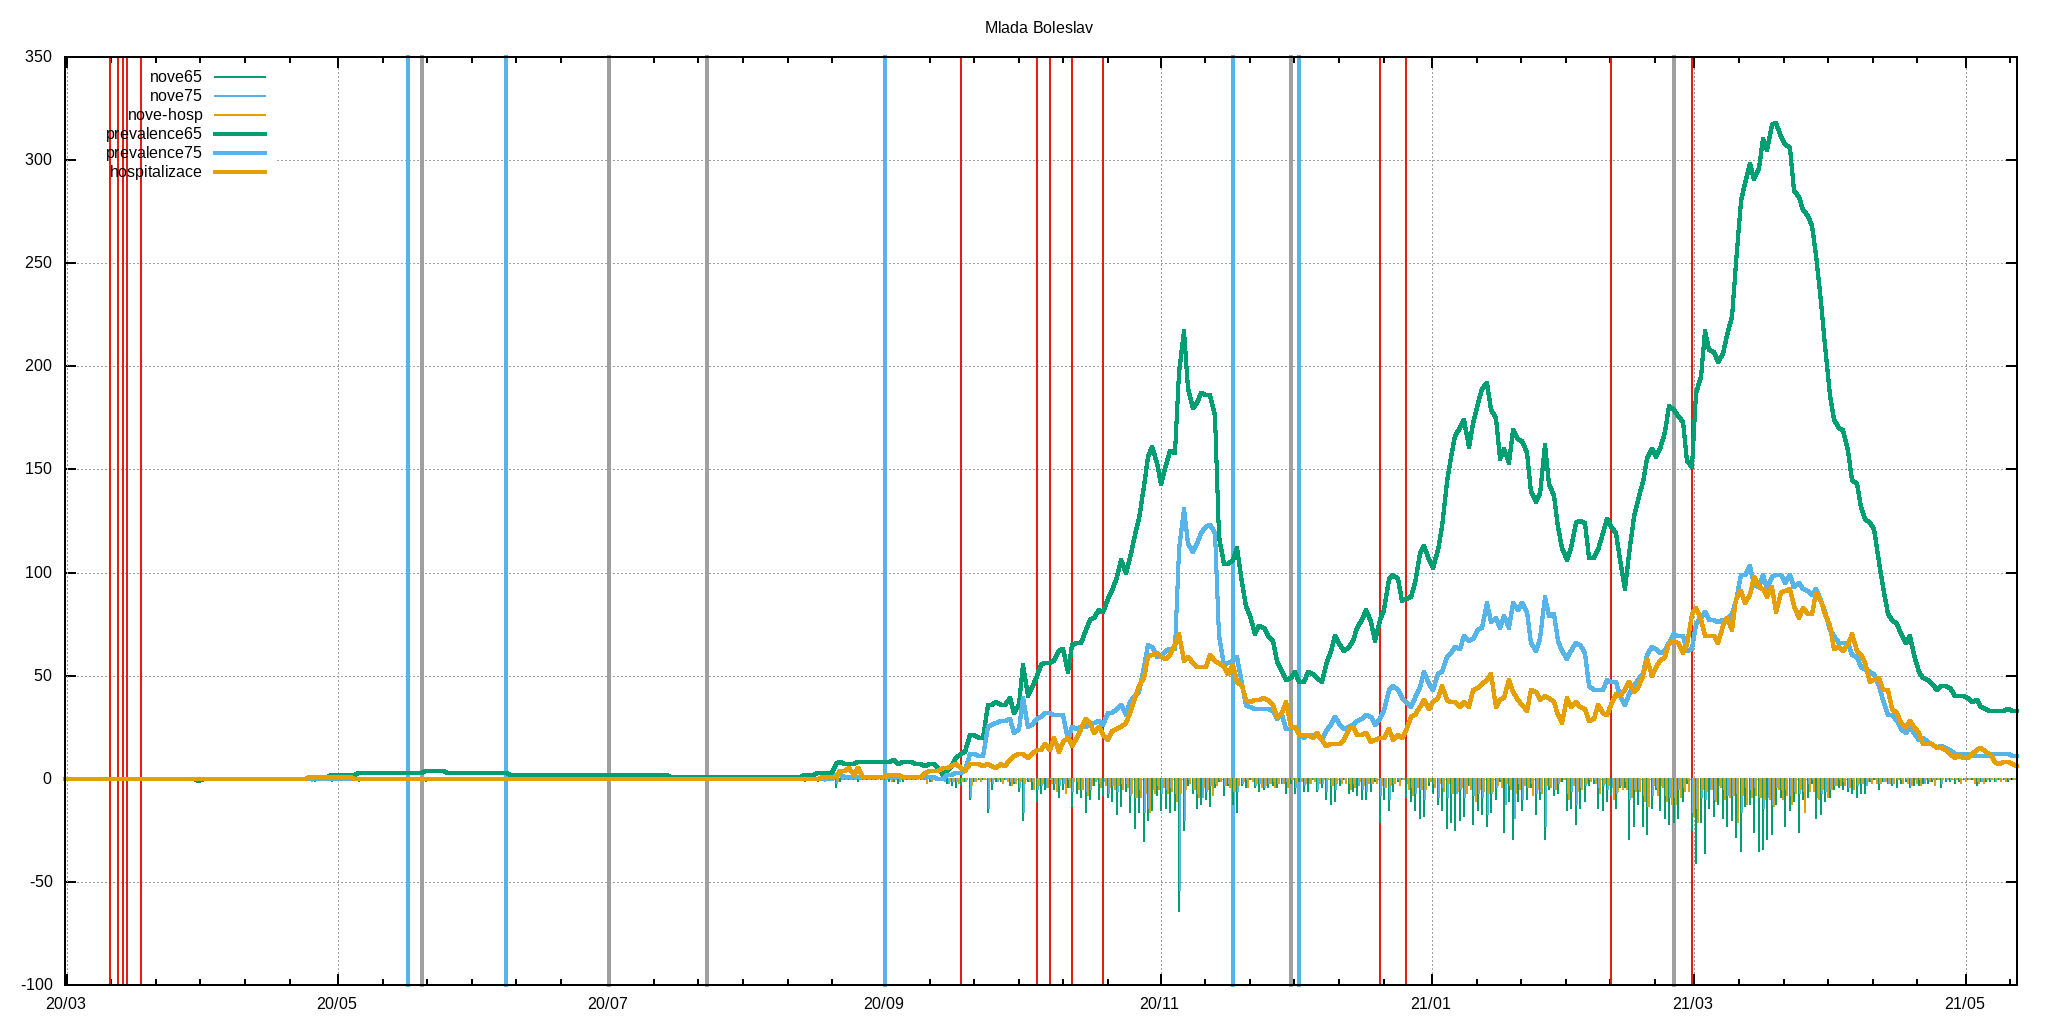 Mlada Boleslav
350
300
250
200
150
100
50
0
-50
-100
nove65
nove75
nove-hosp
prevalence65
prevalence75
hospitalizace
20/03 20/05 20/07 20/09 20/11 21/01 21/03 21/05